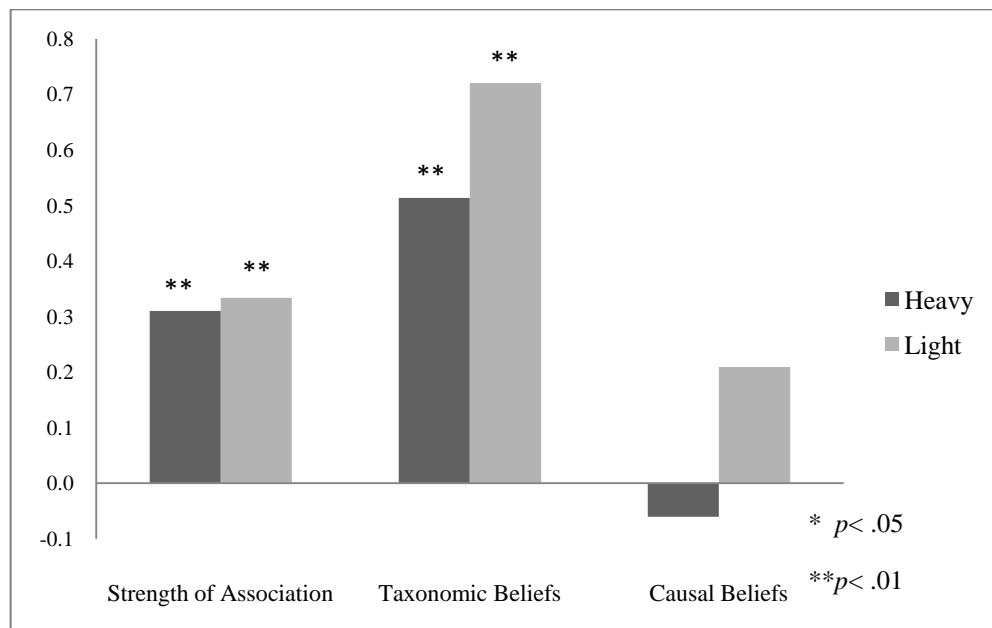 0.8
0.7
0.6
0.5
0.4
0.3
0.2
0.1
0.0
-0.1
**
**
**
**
Heavy
Light
* p< .05
**p< .01
Strength of Association
Taxonomic Beliefs
Causal Beliefs